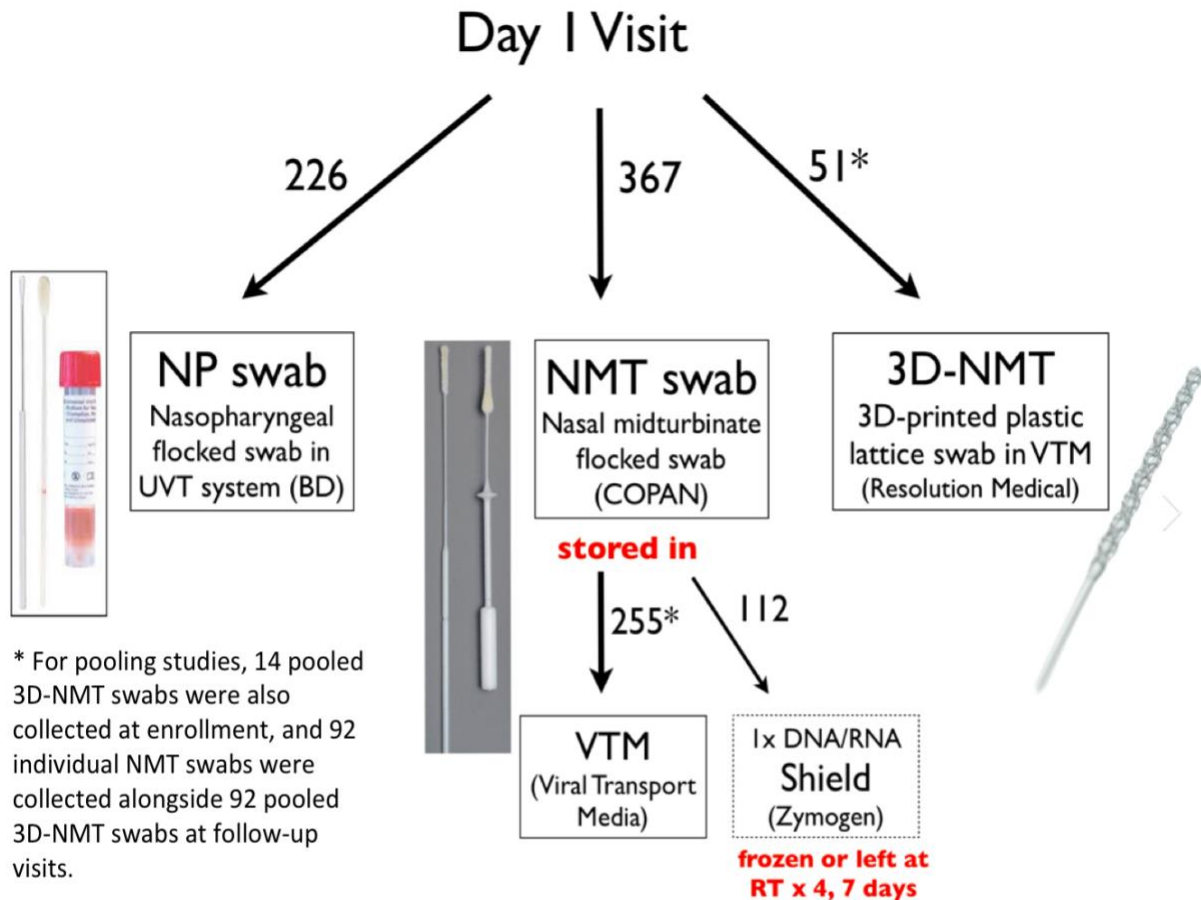 Day 1 Visit
226
367
51*
NP swab
Nasopharyngeal
flocked swab in
UVT system (BD)
NMT swab
Nasal midturbinate
flocked swab
(COPAN)
3D-NMT
3D-printed plastic
lattice swab in VTM
(Resolution Medical)
stored in
255*
112
VTM
(Viral Transport
Media)
1x DNA/RNA
Shield
(Zymogen)
frozen or left at
RT x 4, 7 days
* For pooling studies, 14 pooled
3D-NMT swabs were also
collected at enrollment, and 92
individual NMT swabs were
collected alongside 92 pooled
3D-NMT swabs at follow-up
visits.